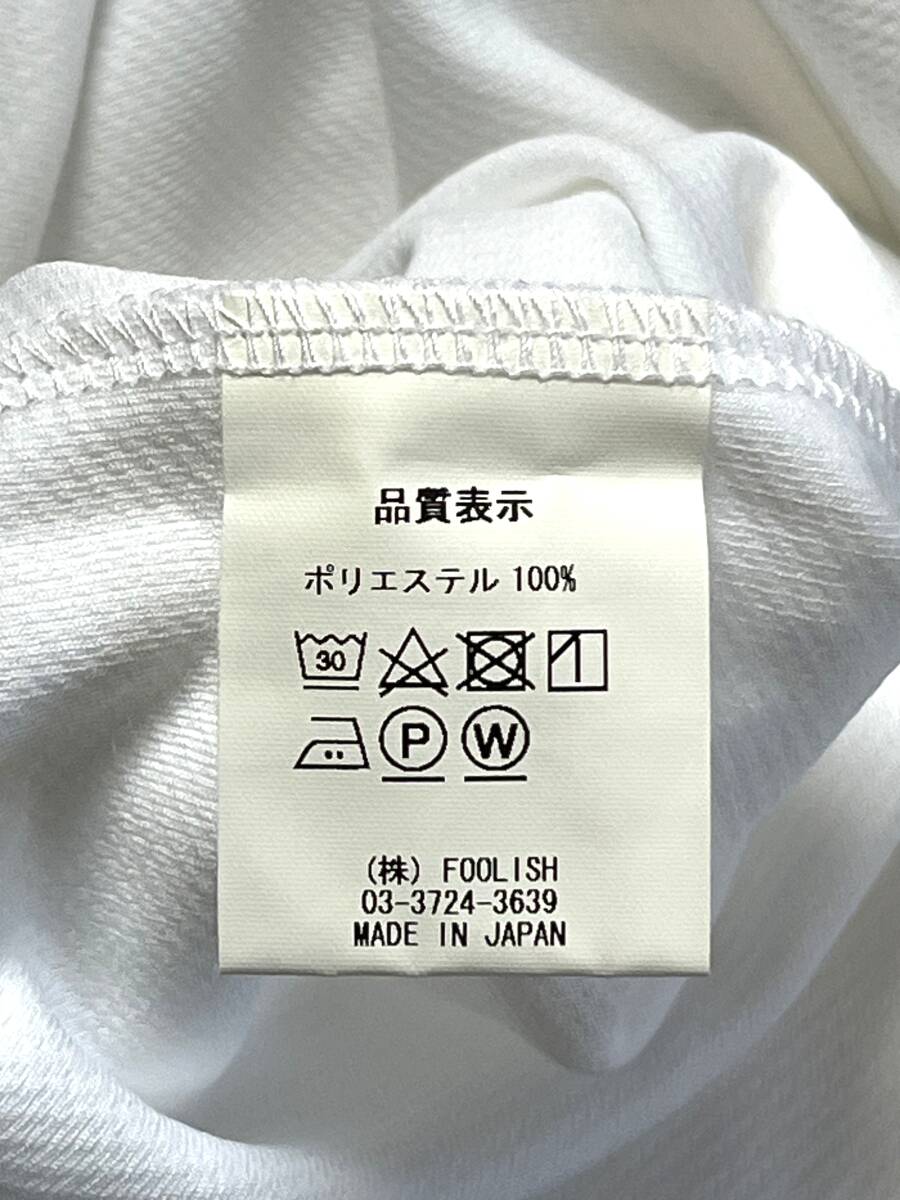 品質表示
ポリエステル 100%
30
P W
(株) FOOLISH
03-3724-3639
MADE IN JAPAN